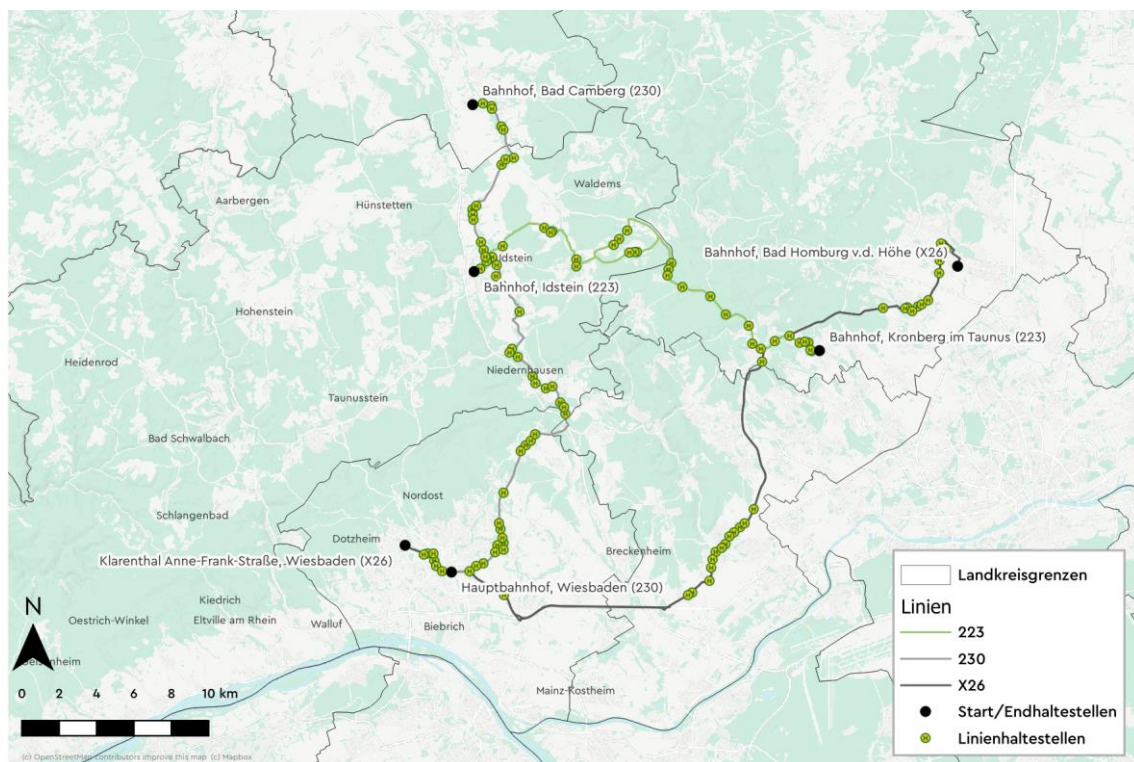 Bahnhof, Bad Camberg (230)
Waldems
Aarbergen
Hünstetten
Bahnhof, Bad Homburg v.d. Höhe (X26)
Idstein
Bahnhof, Idstein (223)
Hohenstein
Bahnhof, Kronberg im Taunus (223)
Heidenrod
Niedernhausen
Taunusstein
Bad Schwalbach
Nordost
Schlangenbad
Dotzheim
Breckenheim
Klarenthal Anne-Frank-Straße, Wiesbaden (X26)
Hauptbahnhof, Wiesbaden (230)
Kiedrich
Oestrich-Winkel
Eltville am Rhein
Walluf
Biebrich
Mainz-Kostheim
N
0 2 4 6 8 10 km
Landkreisgrenzen
Linien
223
230
X26
Start/Endhaltestellen
H Linienhaltestellen
(c) OpenStreetMap contributors improve this map (c) Mapbox